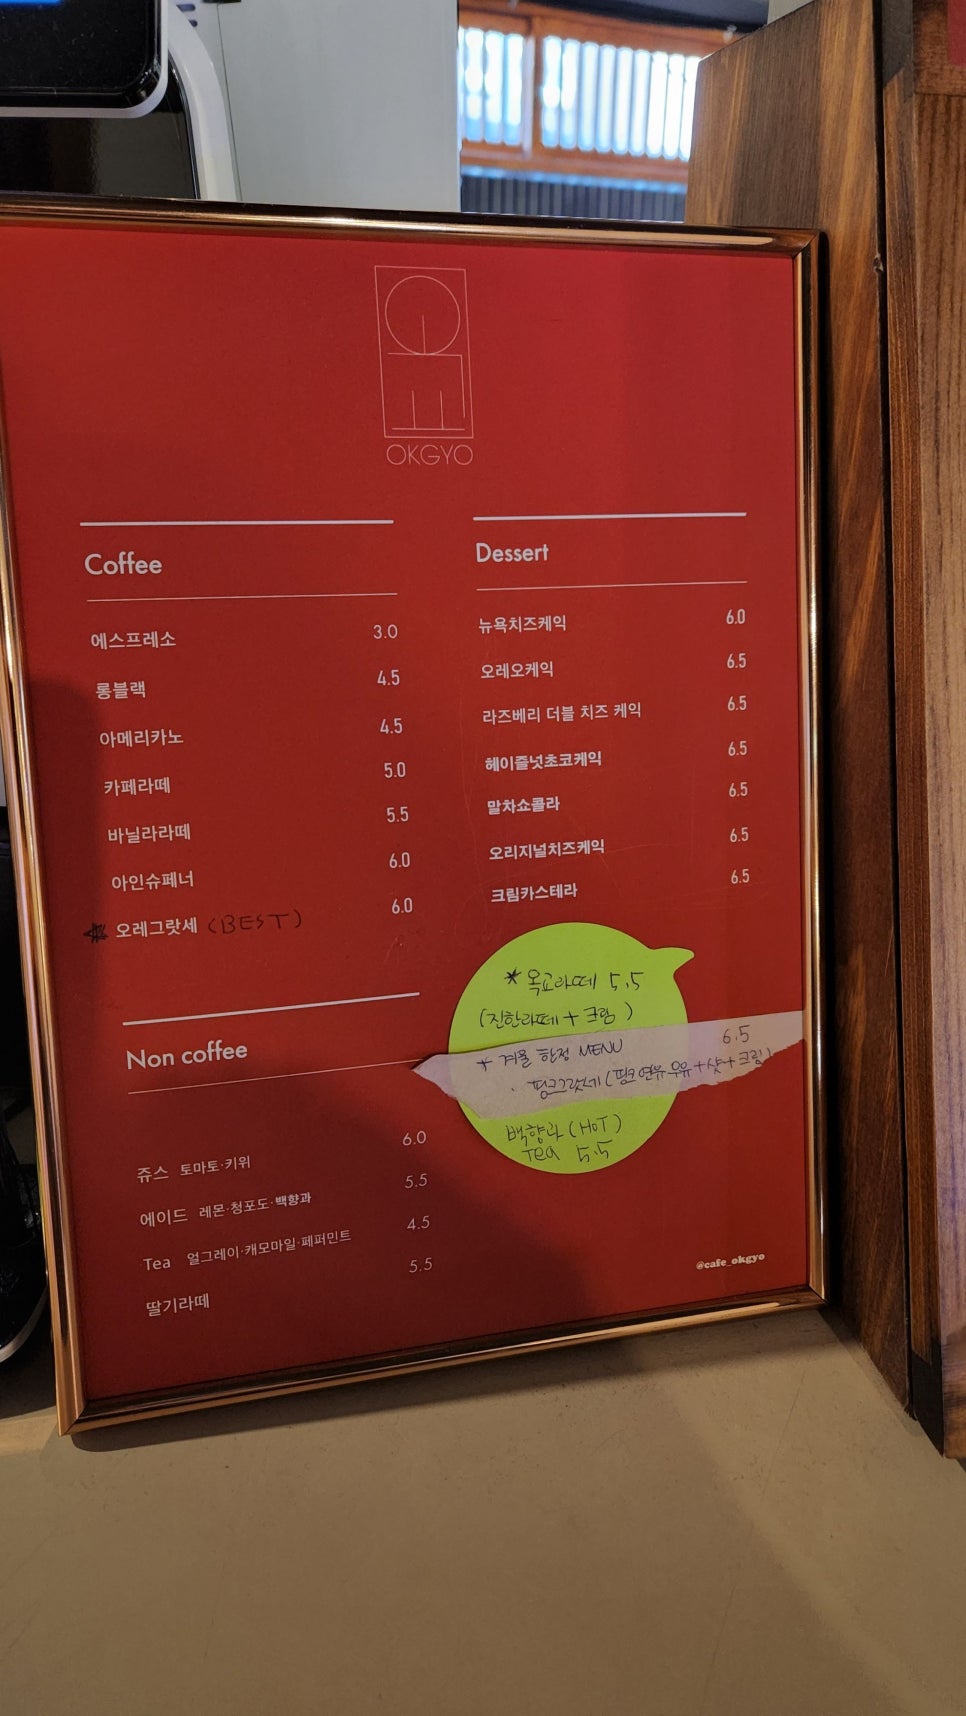 옥교
OKGYO
Coffee
에스프레소 3.0
롱블랙 4.5
아메리카노 4.5
카페라떼 5.0
바닐라라떼 5.5
아인슈페너 6.0
오레그랏세 (BEST) 6.0
Non coffee
쥬스 토마토·키위 6.0
에이드 레몬·청포도·백향과 5.5
Tea 얼그레이·캐모마일·페퍼민트 4.5
딸기라떼 5.5
Dessert
뉴욕치즈케익 6.0
오레오케익 6.5
라즈베리 더블 치즈 케익 6.5
헤이즐넛초코케익 6.5
말차쇼콜라 6.5
오리지널치즈케익 6.5
크림카스테라 6.5
* 옥교라떼 5.5
(진한라떼 + 크림)
* 겨울 한정 MENU 6.5
· 핑크그랏세 (핑크연유 우유 + 샷 + 크림)
백향과 (HOT)
Tea 5.5
@cafe_okgyo